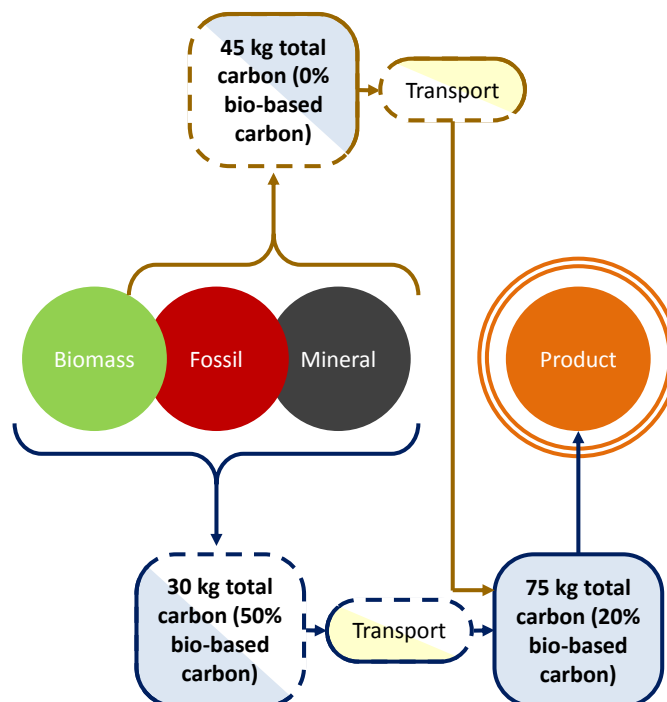 45 kg total
carbon (0%
bio-based
carbon)
Transport
Biomass
Fossil
Mineral
Product
30 kg total
carbon (50%
bio-based
carbon)
Transport
75 kg total
carbon (20%
bio-based
carbon)